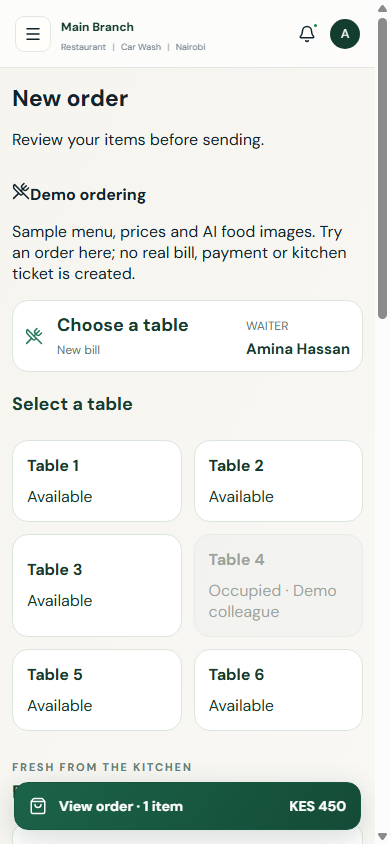 Main Branch
Restaurant | Car Wash | Nairobi
A
New order
Review your items before sending.
Demo ordering
Sample menu, prices and AI food images. Try
an order here; no real bill, payment or kitchen
ticket is created.
Choose a table
New bill
WAITER
Amina Hassan
Select a table
Table 1
Available
Table 2
Available
Table 3
Available
Table 4
Occupied · Demo
colleague
Table 5
Available
Table 6
Available
FRESH FROM THE KITCHEN
View order · 1 item
KES 450